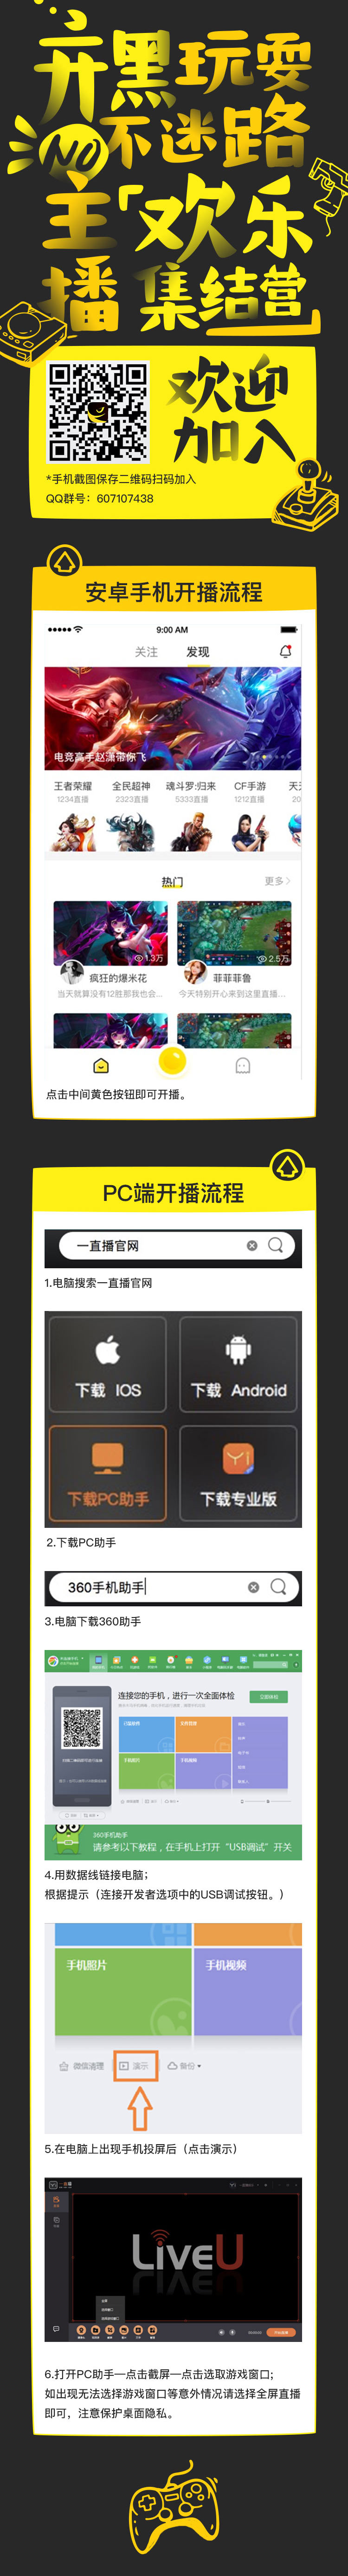 开黑玩耍
NO不迷路
主「欢乐
播集结营
欢迎
加入
*手机截图保存二维码扫码加入
QQ群号：607107438
安卓手机开播流程
9:00 AM
关注 发现
电竞高手赵潇带你飞
王者荣耀 全民超神 魂斗罗:归来 CF手游 天天
1234直播 2323直播 5333直播 1212直播 20
热门 更多
1.3万 2.5万
疯狂的爆米花 菲菲菲鲁
当天就算没有12胜那我也会... 今天特别开心来到这里直播...
点击中间黄色按钮即可开播。
PC端开播流程
一直播官网
1.电脑搜索一直播官网
下载 IOS 下载 Android
下载PC助手 下载专业版
2.下载PC助手
360手机助手
3.电脑下载360助手
连接您的手机，进行一次全面体检
立即体检
360手机助手
请参考以下教程，在手机上打开“USB调试”开关
4.用数据线链接电脑；
根据提示（连接开发者选项中的USB调试按钮。）
手机照片 手机视频
微信清理 演示 备份
5.在电脑上出现手机投屏后（点击演示）
LiveU
6.打开PC助手—点击截屏—点击选取游戏窗口;
如出现无法选择游戏窗口等意外情况请选择全屏直播
即可，注意保护桌面隐私。